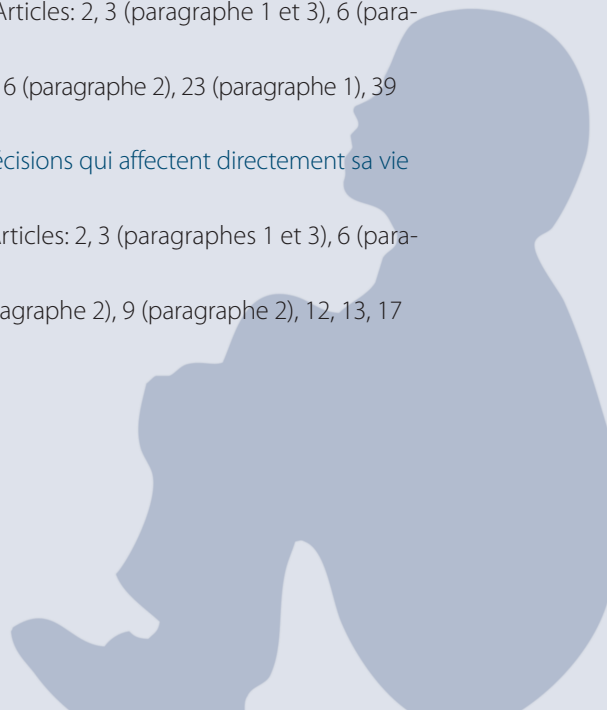 Articles: 2, 3 (paragraphe 1 et 3), 6 (para-
6 (paragraphe 2), 23 (paragraphe 1), 39
écisions qui affectent directement sa vie
Articles: 2, 3 (paragraphes 1 et 3), 6 (para-
agraphe 2), 9 (paragraphe 2), 12, 13, 17